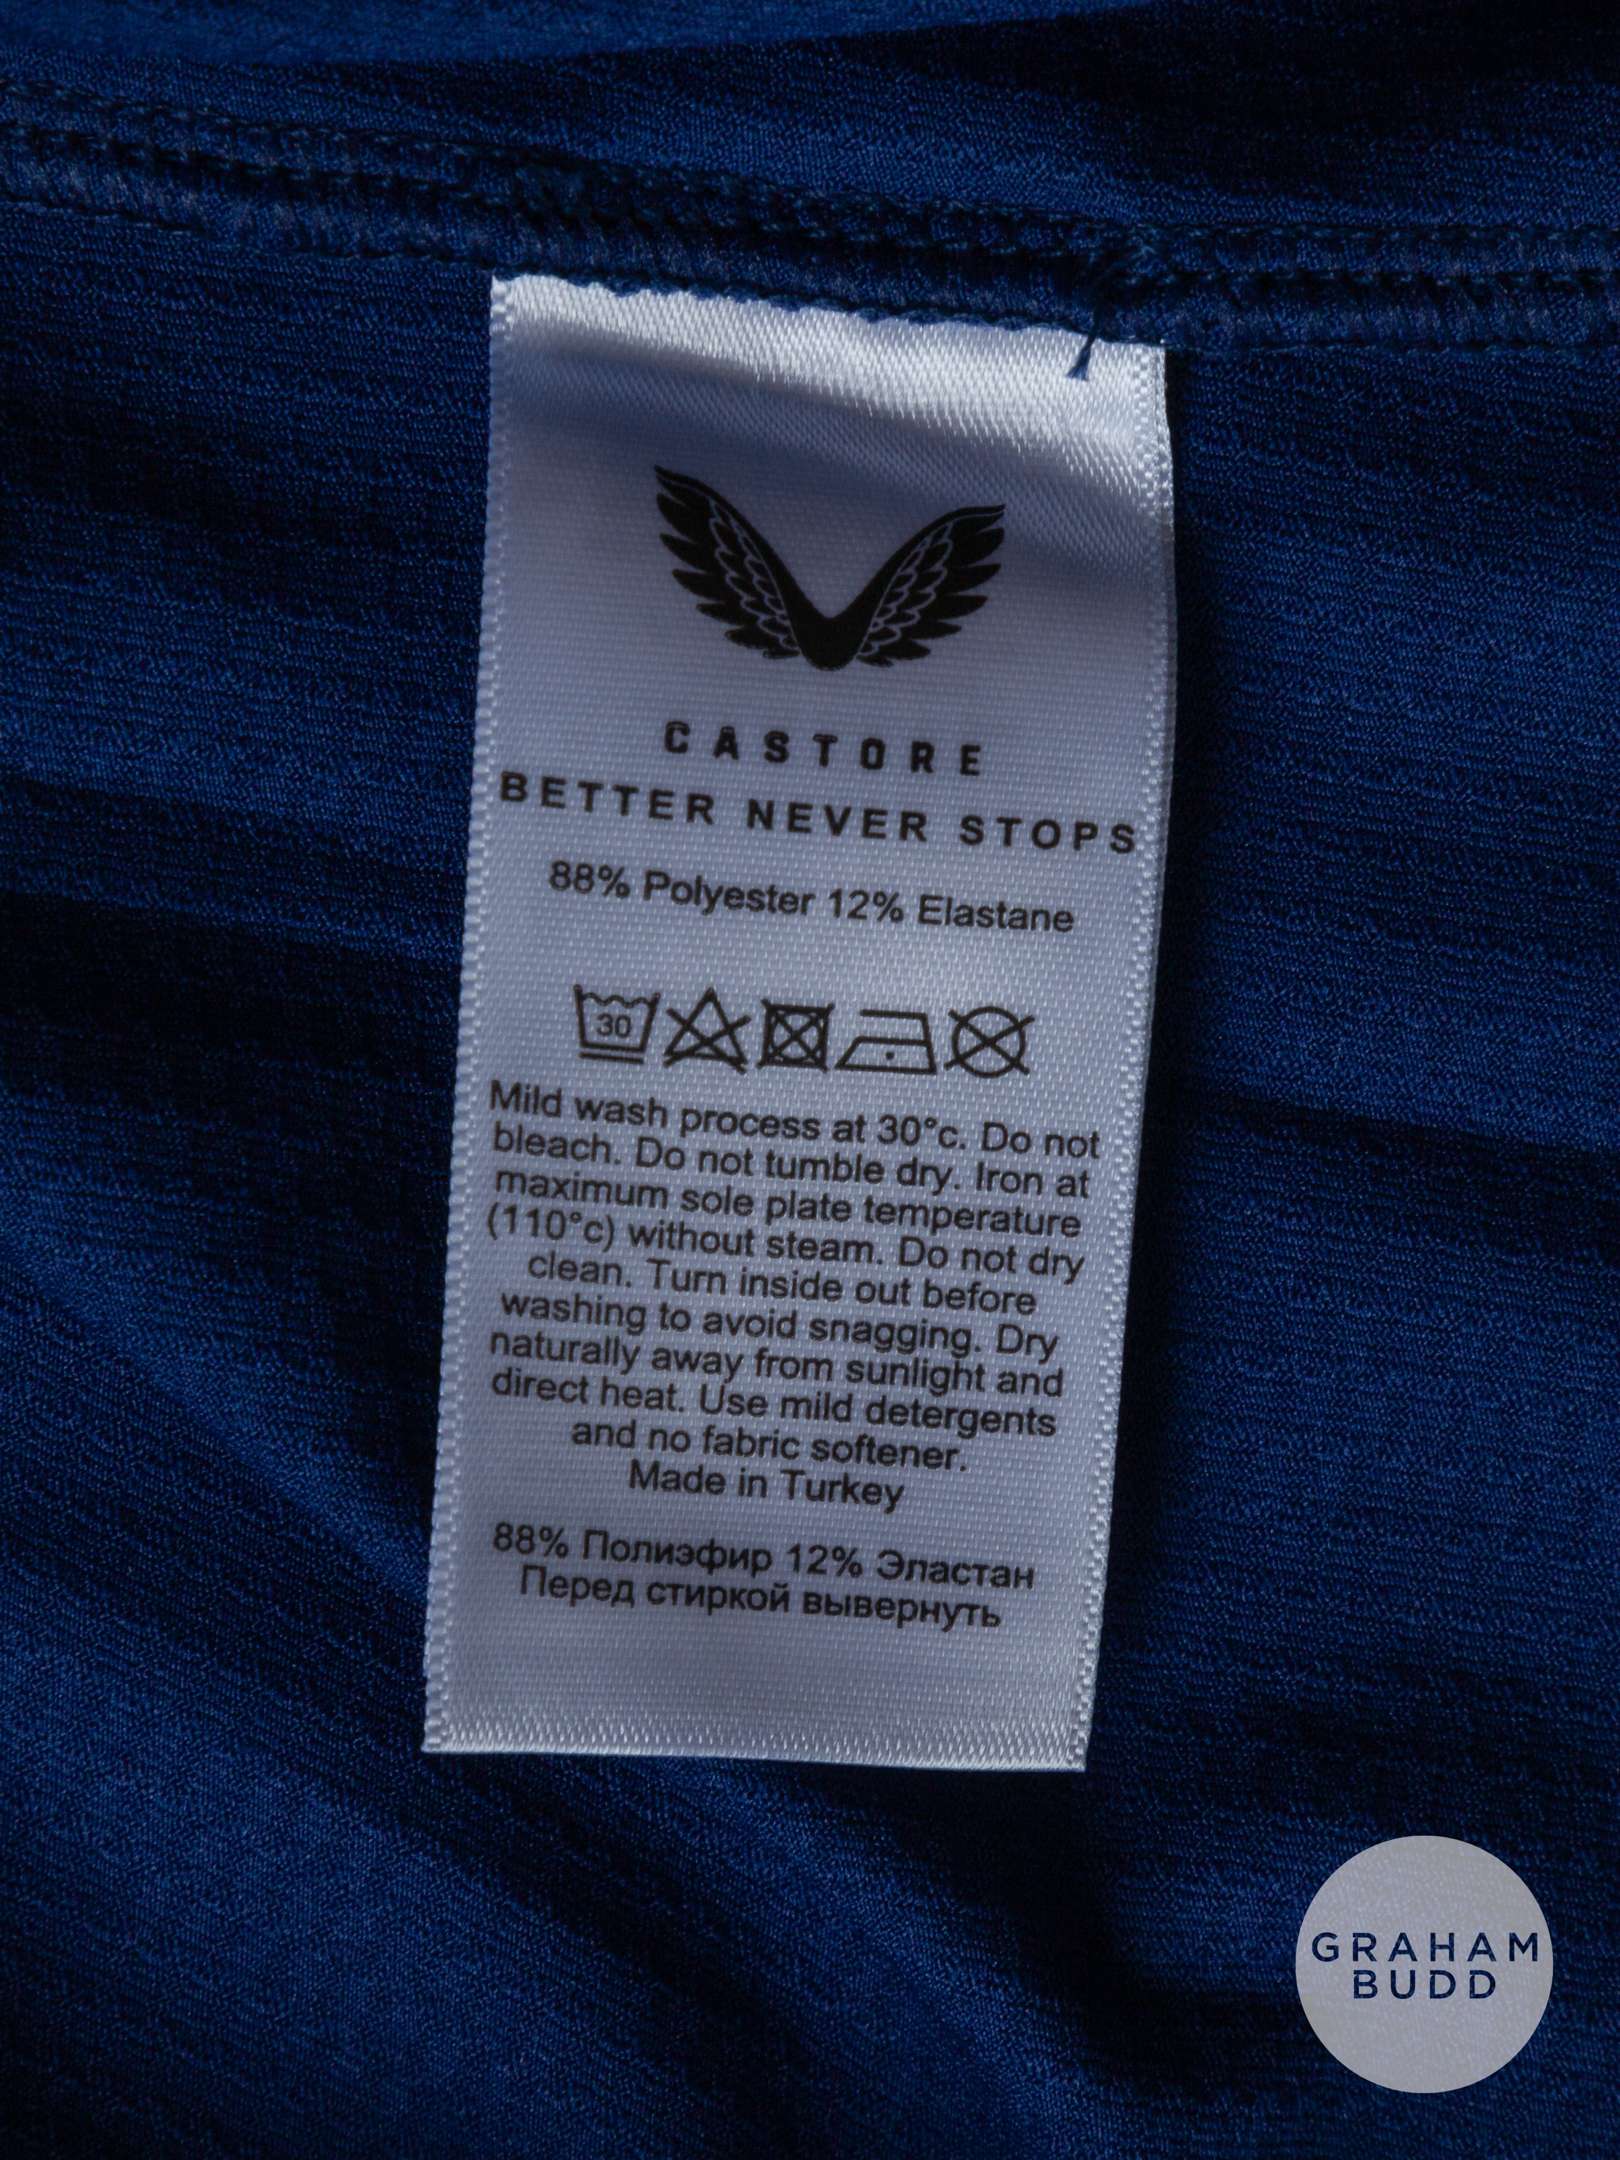 CASTORE
BETTER NEVER STOPS
88% Polyester 12% Elastane
30
Mild wash process at 30°c. Do not
bleach. Do not tumble dry. Iron at
maximum sole plate temperature
(110°c) without steam. Do not dry
clean. Turn inside out before
washing to avoid snagging. Dry
naturally away from sunlight and
direct heat. Use mild detergents
and no fabric softener.
Made in Turkey
88% Полиэфир 12% Эластан
Перед стиркой вывернуть
GRAHAM
BUDD